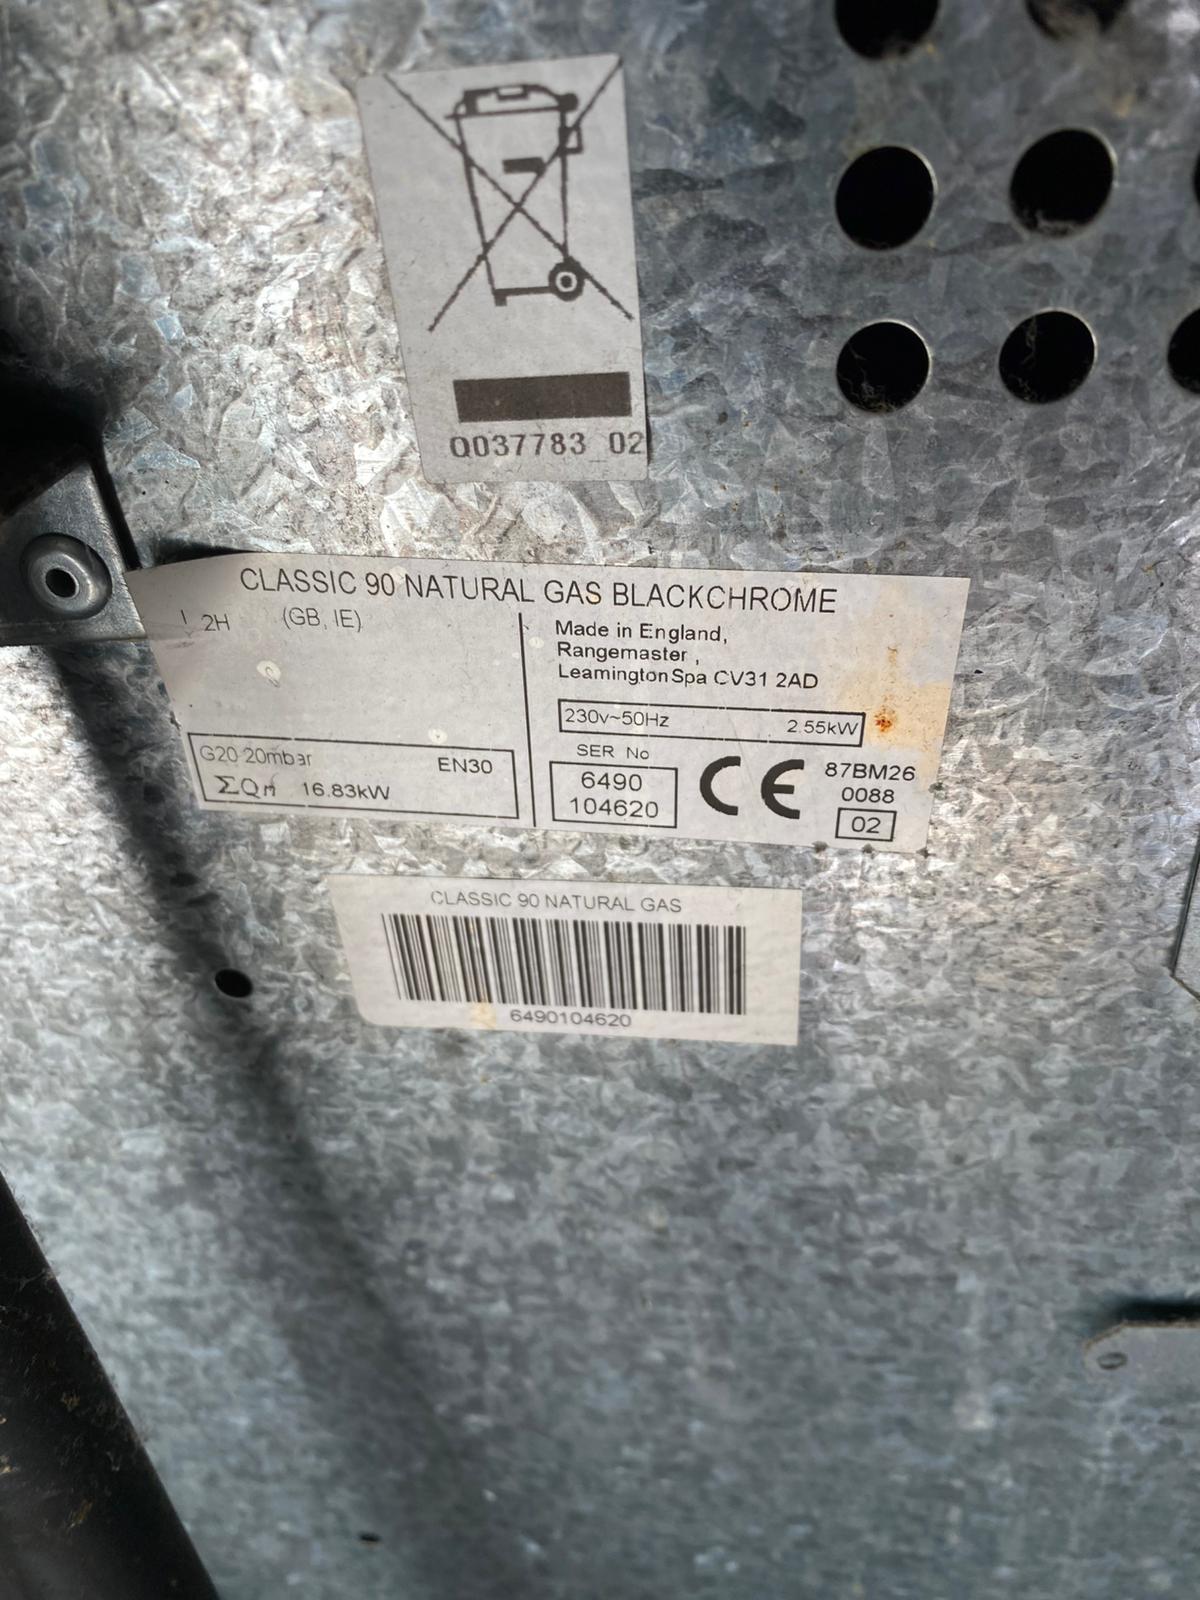 Q037783 02
CLASSIC 90 NATURAL GAS BLACKCHROME
I 2H (GB, IE)
G20 20mbar EN30
ΣQn 16.83kW
Made in England,
Rangemaster ,
Leamington Spa CV31 2AD
230v~50Hz 2.55kW
SER No
6490
104620
CE
87BM26
0088
02
CLASSIC 90 NATURAL GAS
6490104620